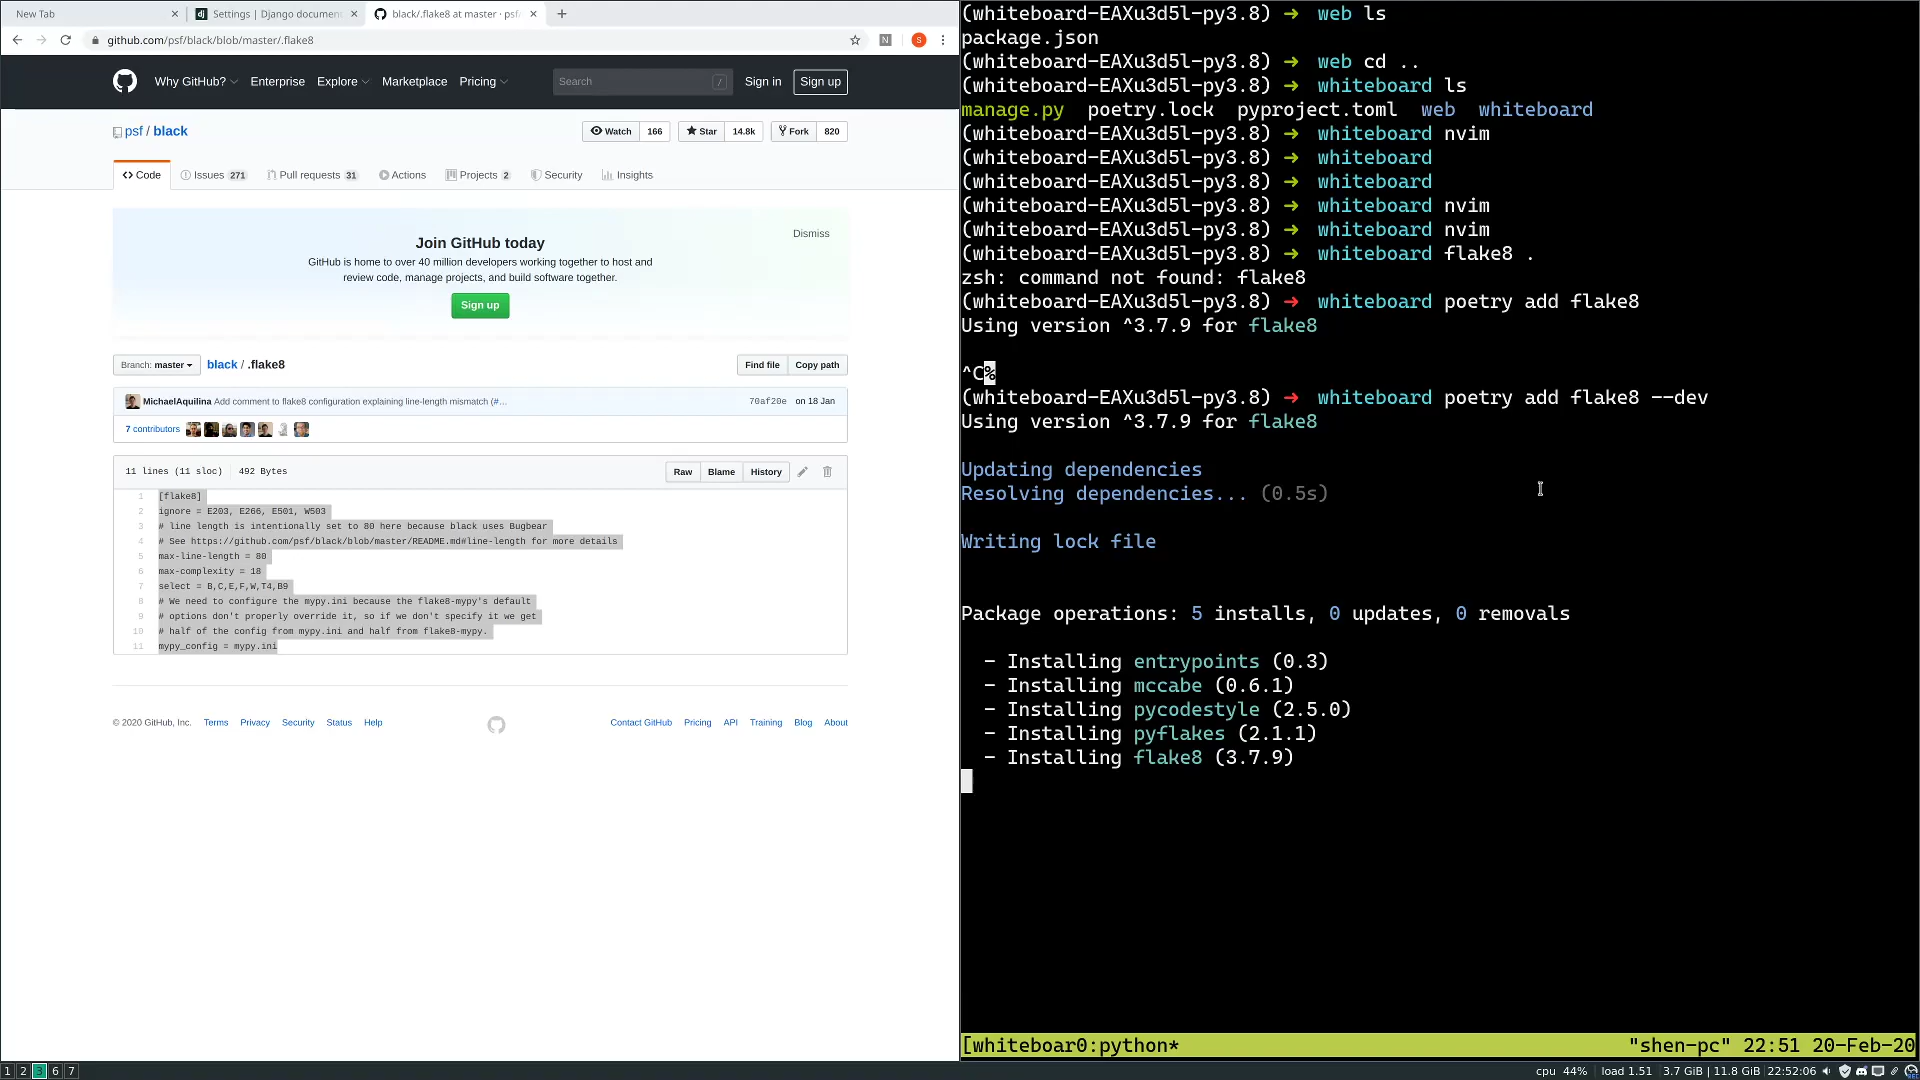 New Tab
Settings | Django documen
black/.flake8 at master · psf
github.com/psf/black/blob/master/.flake8
Why GitHub? Enterprise Explore Marketplace Pricing
Search /
Sign in Sign up
psf / black
Watch 166 Star 14.8k Fork 820
Code Issues 271 Pull requests 31 Actions Projects 2 Security Insights
Dismiss
Join GitHub today
GitHub is home to over 40 million developers working together to host and
review code, manage projects, and build software together.
Sign up
Branch: master black / .flake8
Find file Copy path
MichaelAquilina Add comment to flake8 configuration explaining line-length mismatch (#… 70af20e on 18 Jan
7 contributors
11 lines (11 sloc) 492 Bytes
Raw Blame History
1 [flake8]
2 ignore = E203, E266, E501, W503
3 # line length is intentionally set to 80 here because black uses Bugbear
4 # See https://github.com/psf/black/blob/master/README.md#line-length for more details
5 max-line-length = 80
6 max-complexity = 18
7 select = B,C,E,F,W,T4,B9
8 # We need to configure the mypy.ini because the flake8-mypy's default
9 # options don't properly override it, so if we don't specify it we get
10 # half of the config from mypy.ini and half from flake8-mypy.
11 mypy_config = mypy.ini
© 2020 GitHub, Inc. Terms Privacy Security Status Help
Contact GitHub Pricing API Training Blog About
(whiteboard-EAXu3d5l-py3.8) → web ls
package.json
(whiteboard-EAXu3d5l-py3.8) → web cd ..
(whiteboard-EAXu3d5l-py3.8) → whiteboard ls
manage.py poetry.lock pyproject.toml web whiteboard
(whiteboard-EAXu3d5l-py3.8) → whiteboard nvim
(whiteboard-EAXu3d5l-py3.8) → whiteboard
(whiteboard-EAXu3d5l-py3.8) → whiteboard
(whiteboard-EAXu3d5l-py3.8) → whiteboard nvim
(whiteboard-EAXu3d5l-py3.8) → whiteboard nvim
(whiteboard-EAXu3d5l-py3.8) → whiteboard flake8 .
zsh: command not found: flake8
(whiteboard-EAXu3d5l-py3.8) → whiteboard poetry add flake8
Using version ^3.7.9 for flake8
^C%
(whiteboard-EAXu3d5l-py3.8) → whiteboard poetry add flake8 --dev
Using version ^3.7.9 for flake8
Updating dependencies
Resolving dependencies... (0.5s)
Writing lock file
Package operations: 5 installs, 0 updates, 0 removals
- Installing entrypoints (0.3)
- Installing mccabe (0.6.1)
- Installing pycodestyle (2.5.0)
- Installing pyflakes (2.1.1)
- Installing flake8 (3.7.9)
[whiteboar0:python* "shen-pc" 22:51 20-Feb-20
1 2 3 6 7
cpu 44% load 1.51 3.7 GiB | 11.8 GiB 22:52:06